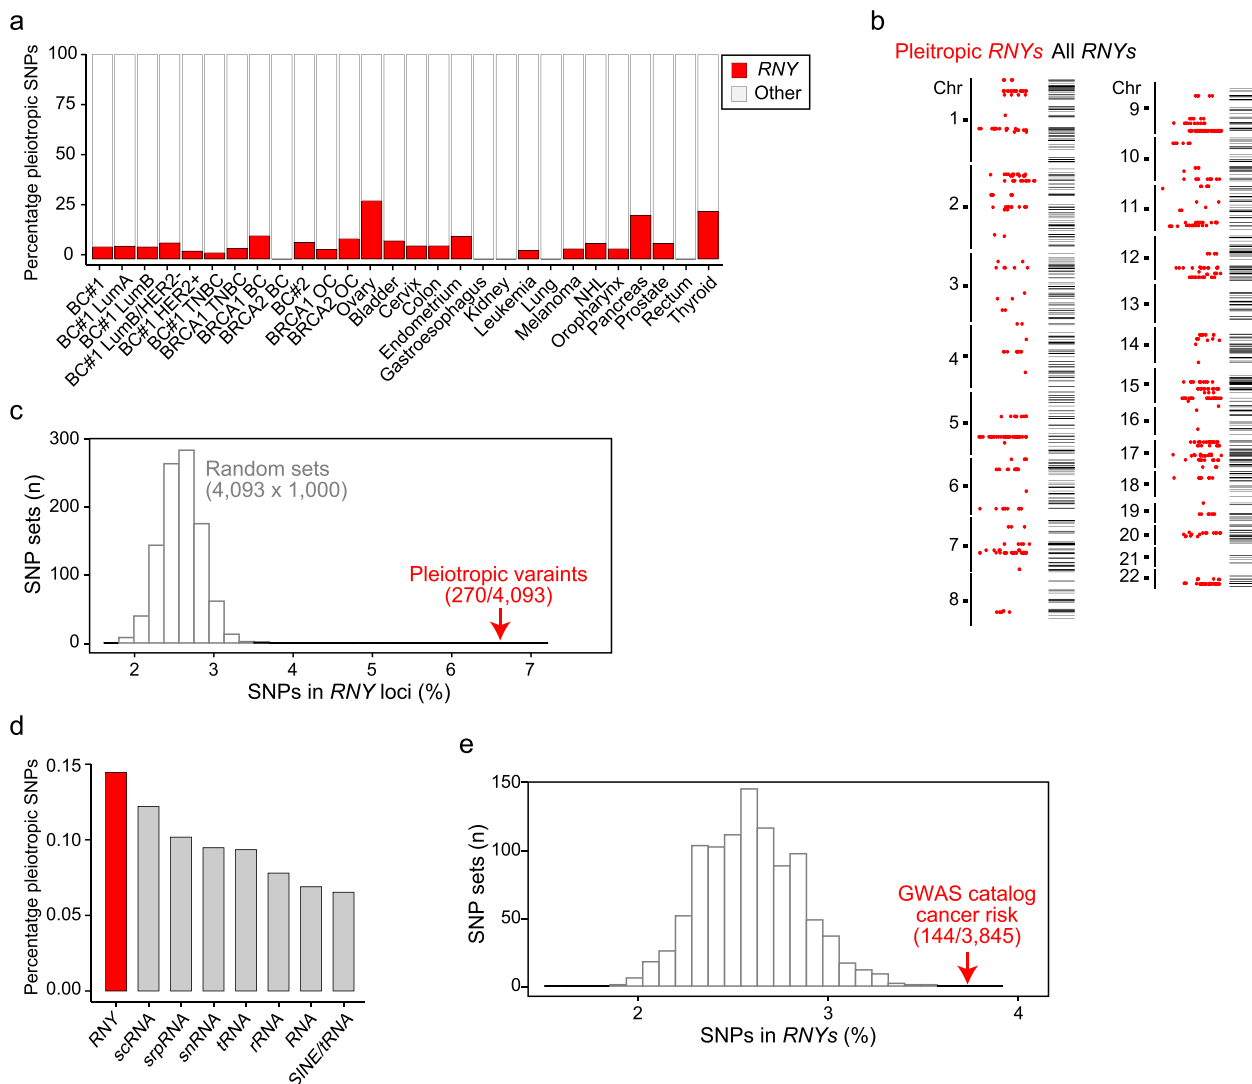 a
Percentatge pleiotropic SNPs
100
75
50
25
0
RNY
Other
BC#1
BC#1 LumA
BC#1 LumB
BC#1 LumB/HER2-
BC#1 HER2+
BC#1 TNBC
BRCA1 TNBC
BRCA1 BC
BRCA2 BC
BC#2
BRCA1 OC
BRCA2 OC
Ovary
Bladder
Cervix
Colon
Endometrium
Gastroesophagus
Kidney
Leukemia
Lung
Melanoma
NHL
Oropharynx
Pancreas
Prostate
Rectum
Thyroid
b
Pleitropic RNYs All RNYs
Chr
1
2
3
4
5
6
7
8
Chr
9
10
11
12
13
14
15
16
17
18
19
20
21
22
c
SNP sets (n)
300
200
100
0
Random sets
(4,093 x 1,000)
Pleiotropic varaints
(270/4,093)
2 3 4 5 6 7
SNPs in RNY loci (%)
d
Percentatge pleiotropic SNPs
0.15
0.10
0.05
0.00
RNY
scRNA
srpRNA
snRNA
tRNA
rRNA
RNA
SINE/tRNA
e
SNP sets (n)
150
100
50
0
GWAS catalog
cancer risk
(144/3,845)
2 3 4
SNPs in RNYs (%)